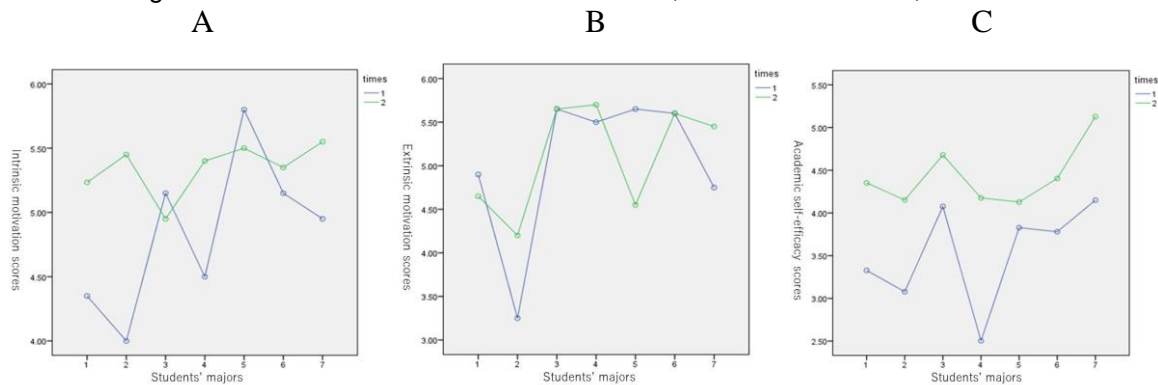 A
B
C
times
1
2
6.00
5.50
5.00
4.50
4.00
Intrinsic motivation scores
1 2 3 4 5 6 7
Students' majors
times
1
2
6.00
5.50
5.00
4.50
4.00
3.50
3.00
Extrinsic motivation scores
1 2 3 4 5 6 7
Students' majors
times
1
2
5.50
5.00
4.50
4.00
3.50
3.00
2.50
Academic self-efficacy scores
1 2 3 4 5 6 7
Students' majors